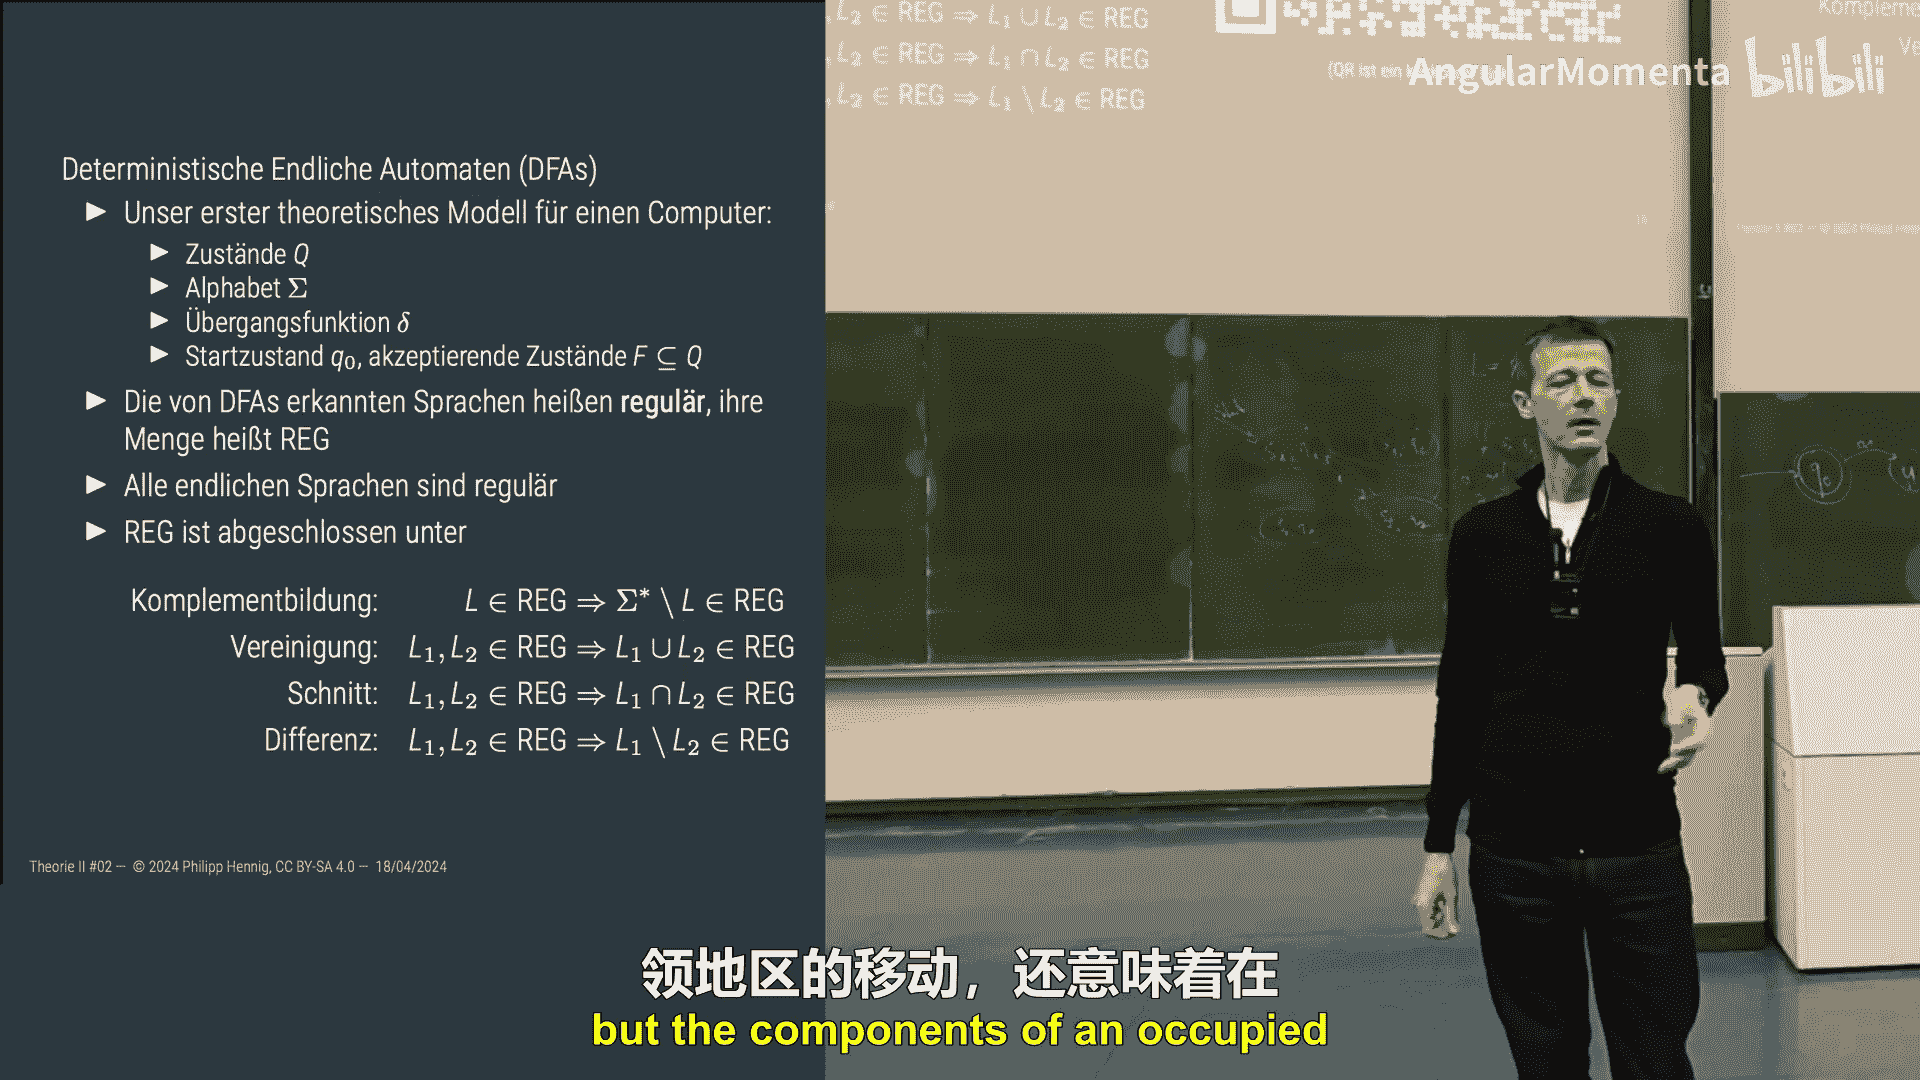 Deterministische Endliche Automaten (DFAs)
► Unser erster theoretisches Modell für einen Computer:
► Zustände Q
► Alphabet Σ
► Übergangsfunktion δ
► Startzustand q₀, akzeptierende Zustände F ⊆ Q
► Die von DFAs erkannten Sprachen heißen regulär, ihre
Menge heißt REG
► Alle endlichen Sprachen sind regulär
► REG ist abgeschlossen unter
Komplementbildung: L ∈ REG ⇒ Σ* \ L ∈ REG
Vereinigung: L₁, L₂ ∈ REG ⇒ L₁ ∪ L₂ ∈ REG
Schnitt: L₁, L₂ ∈ REG ⇒ L₁ ∩ L₂ ∈ REG
Differenz: L₁, L₂ ∈ REG ⇒ L₁ \ L₂ ∈ REG
Theorie II #02 — © 2024 Philipp Hennig, CC BY-SA 4.0 — 18/04/2024
, L₂ ∈ REG ⇒ L₁ ∪ L₂ ∈ REG
, L₂ ∈ REG ⇒ L₁ ∩ L₂ ∈ REG
, L₂ ∈ REG ⇒ L₁ \ L₂ ∈ REG
(QR ist ein
AngularMomenta bilibili
q₀
领地区的移动，还意味着在
but the components of an occupied